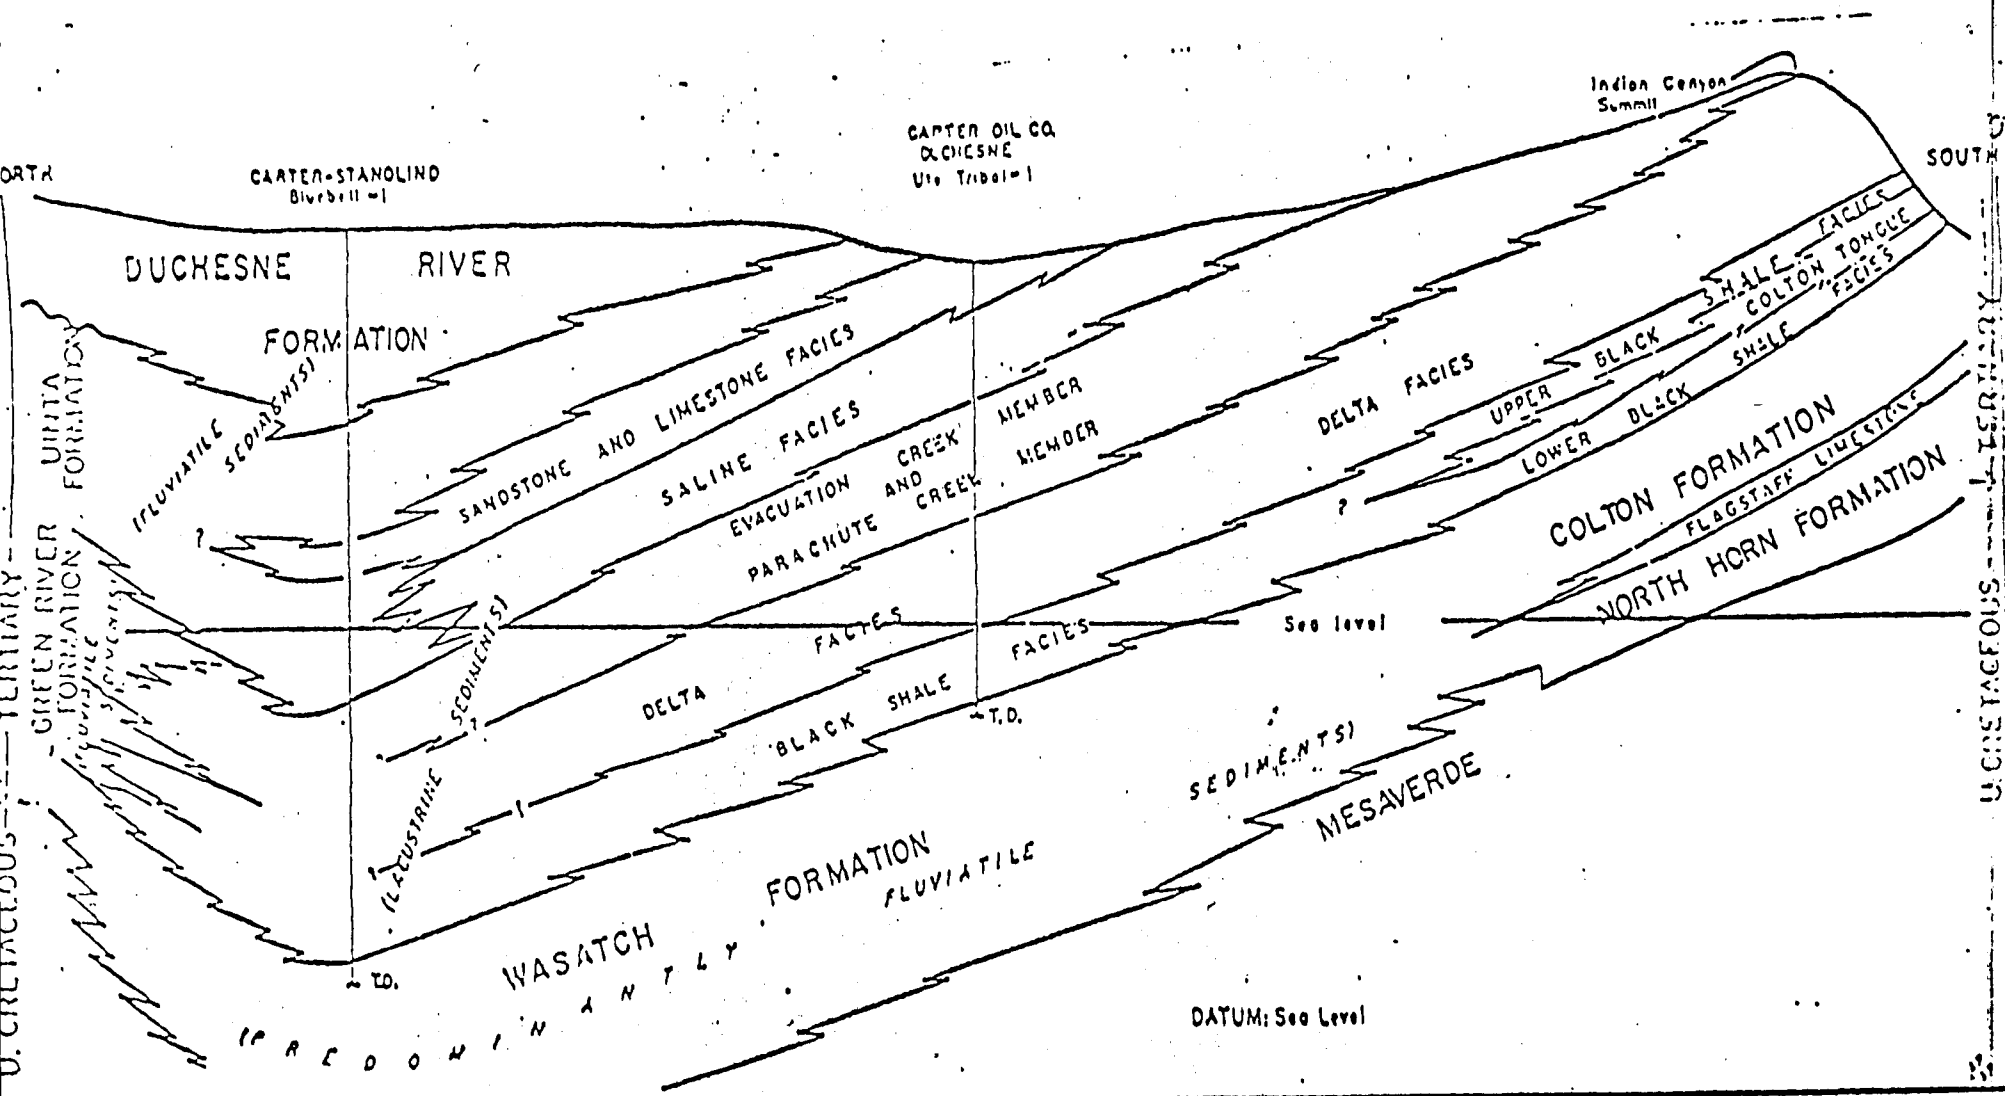 Indian Canyon
Summit
CARTER OIL CO.
DUCHESNE
Ute Tribal-1
CARTER-STANOLIND
Bluebell-1
ORTH
SOUTH
DUCHESNE RIVER
FORMATION
UINTA
FORMATION
(FLUVIATILE
SEDIMENTS)
SANDSTONE AND LIMESTONE FACIES
SALINE FACIES
EVACUATION CREEK MEMBER
AND
PARACHUTE CREEK MEMBER
DELTA FACIES
UPPER BLACK SHALE FACIES
COLTON TONGUE
LOWER BLACK SHALE FACIES
COLTON FORMATION
FLAGSTAFF LIMESTONE
NORTH HORN FORMATION
GREEN RIVER
FORMATION
FLUVIATILE
SEDIMENTS)
(LACUSTRINE
SEDIMENTS)
DELTA FACIES
BLACK SHALE FACIES
Sea level
T.D.
T.D.
WASATCH FORMATION
(PREDOMINANTLY FLUVIATILE SEDIMENTS)
MESAVERDE
DATUM: Sea Level
U. CRETACEOUS
TERTIARY
U. CRETACEOUS
TERTIARY